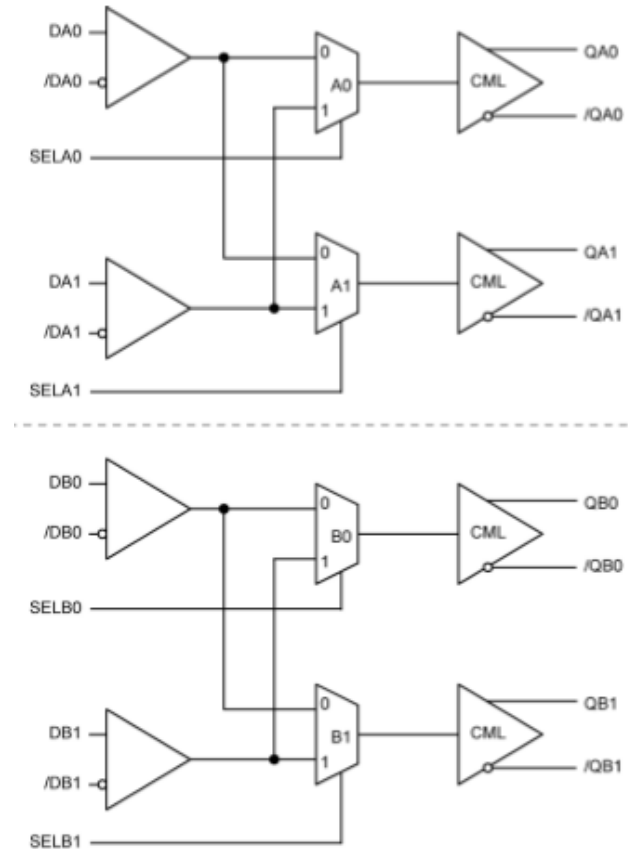 DA0
0
QA0
/DA0
A0
CML
1
/QA0
SELA0
0
QA1
DA1
A1
CML
1
/DA1
/QA1
SELA1
DB0
0
QB0
/DB0
B0
CML
1
/QB0
SELB0
0
QB1
DB1
B1
CML
1
/DB1
/QB1
SELB1